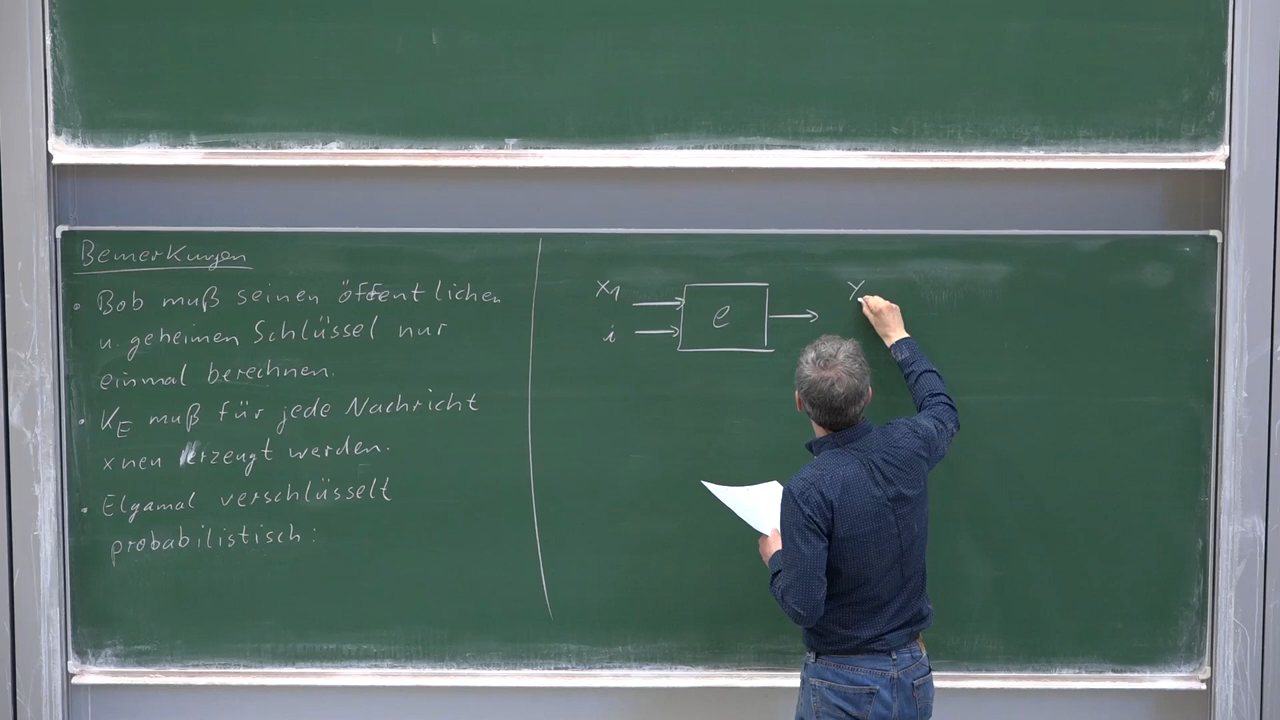 Bemerkungen
• Bob muß seinen öffentlichen
u. geheimen Schlüssel nur
einmal berechnen.
• K_E muß für jede Nachricht
x neu erzeugt werden.
• Elgamal verschlüsselt
probabilistisch:
x₁
i
e
y